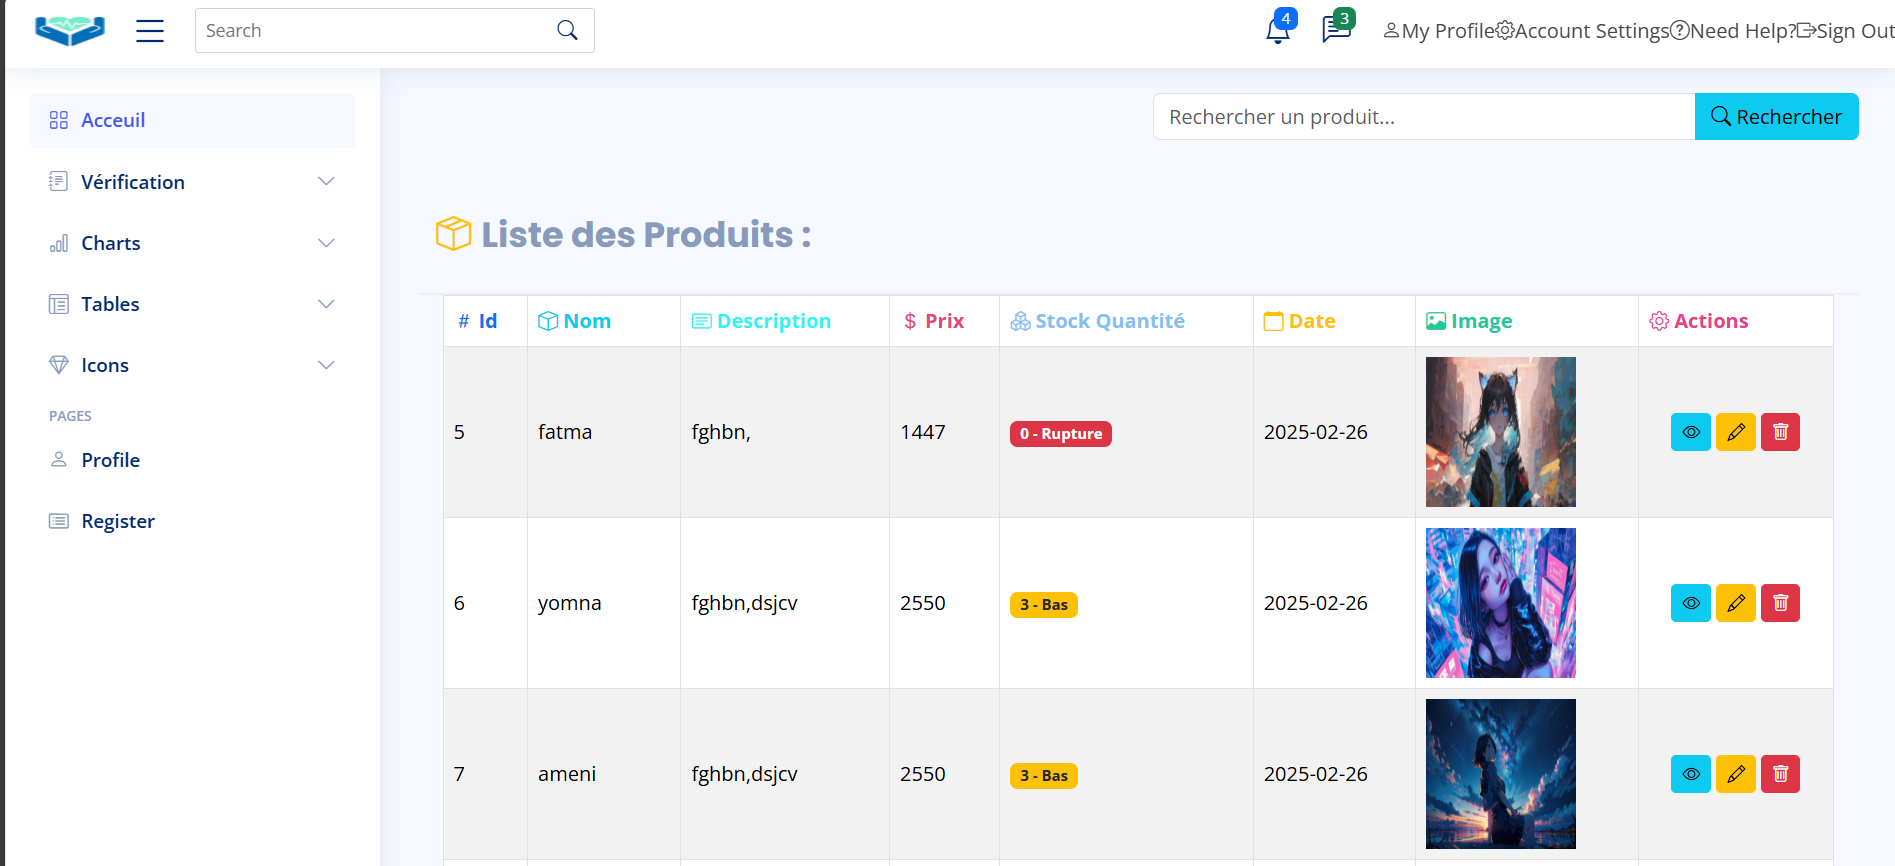 Search
4
3
My Profile Account Settings Need Help? Sign Out
Acceuil
Vérification
Charts
Tables
Icons
PAGES
Profile
Register
Rechercher un produit... Rechercher
Liste des Produits :
# Id Nom Description $ Prix Stock Quantité Date Image Actions
5 fatma fghbn, 1447 0 - Rupture 2025-02-26
6 yomna fghbn,dsjcv 2550 3 - Bas 2025-02-26
7 ameni fghbn,dsjcv 2550 3 - Bas 2025-02-26